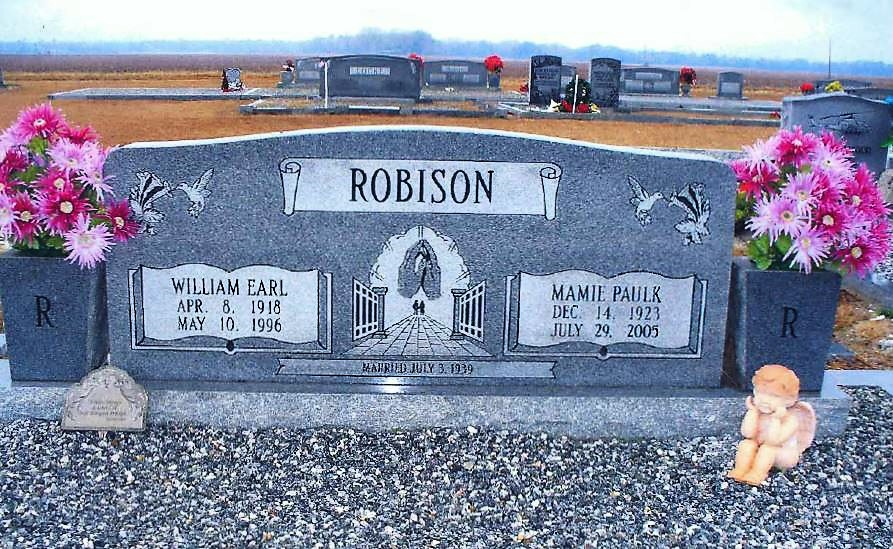 LOCKE
ROBISON
WILLIAM EARL
APR. 8, 1918
MAY 10, 1996
MAMIE PAULK
DEC. 14, 1923
JULY 29, 2005
MARRIED JULY 3, 1939
R
R